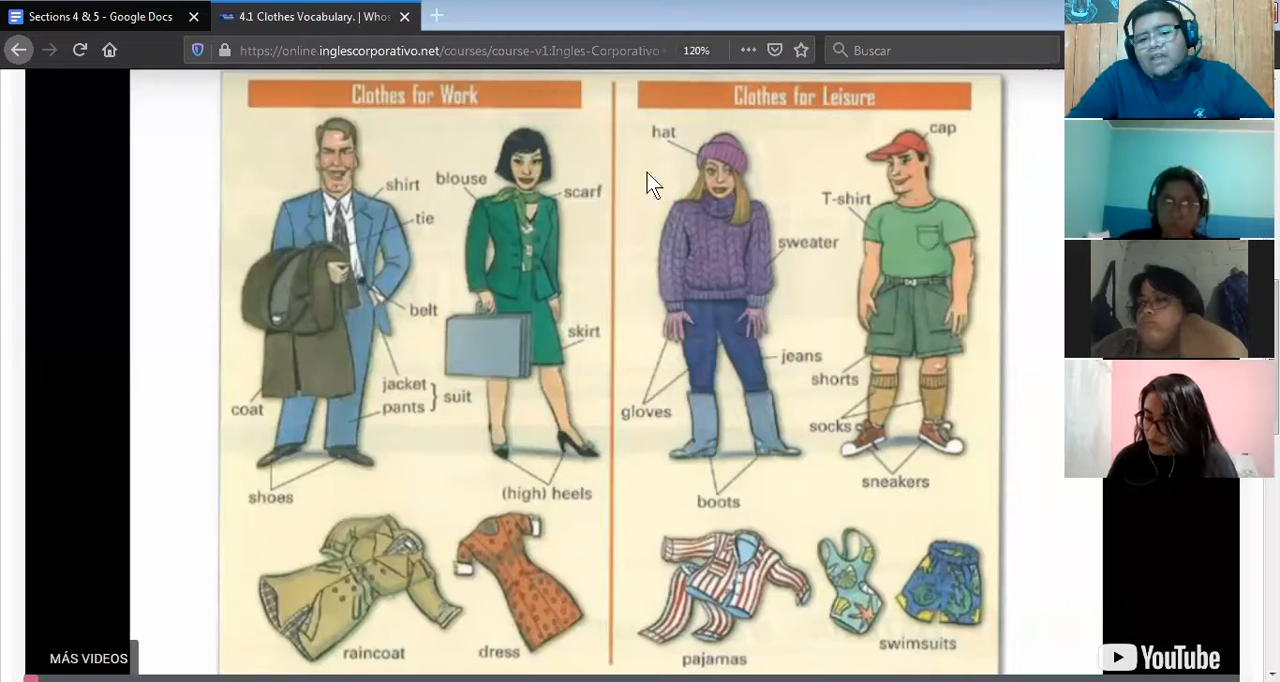 Sections 4 & 5 - Google Docs
4.1 Clothes Vocabulary. | Whos
https://online.inglescorporativo.net/courses/course-v1:Ingles-Corporativo
120%
Buscar
Clothes for Work
Clothes for Leisure
shirt
tie
belt
jacket
pants
suit
coat
shoes
blouse
scarf
skirt
(high) heels
raincoat
dress
hat
sweater
jeans
gloves
boots
cap
T-shirt
shorts
socks
sneakers
pajamas
swimsuits
MÁS VIDEOS
YouTube